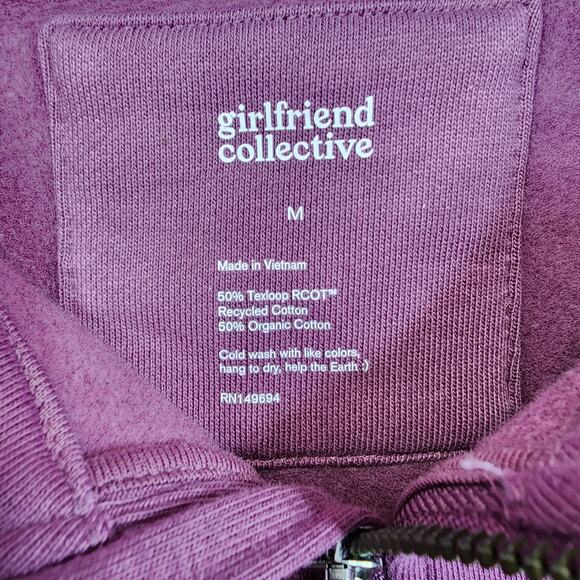 girlfriend
collective
M
Made in Vietnam
50% Texloop RCOT™
Recycled Cotton
50% Organic Cotton
Cold wash with like colors,
hang to dry, help the Earth :)
RN149694